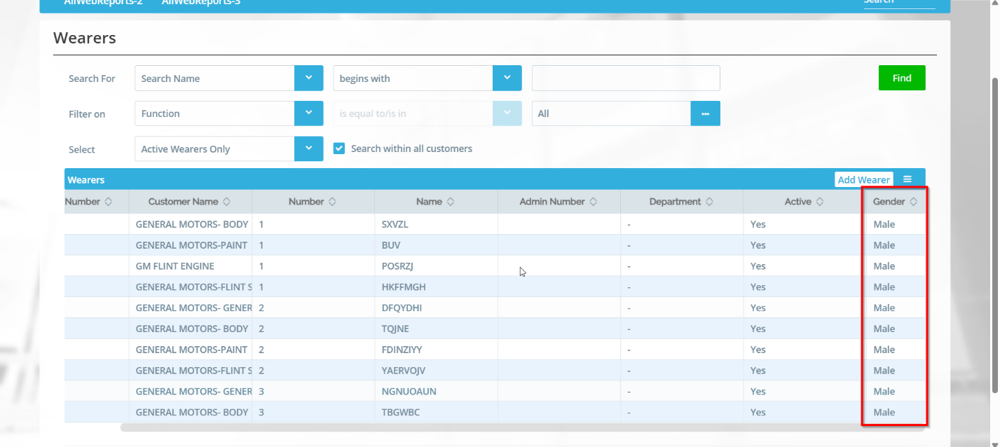 AllWebReports-2 AllWebReports-3 Search
Wearers
Search For Search Name begins with Find
Filter on Function is equal to/is in All ...
Select Active Wearers Only Search within all customers
Wearers Add Wearer
Number Customer Name Number Name Admin Number Department Active Gender
GENERAL MOTORS- BODY 1 SXVZL - Yes Male
GENERAL MOTORS-PAINT 1 BUV - Yes Male
GM FLINT ENGINE 1 POSRZJ - Yes Male
GENERAL MOTORS-FLINT S 1 HKFFMGH - Yes Male
GENERAL MOTORS- GENER 2 DFQYDHI - Yes Male
GENERAL MOTORS- BODY 2 TQJNE - Yes Male
GENERAL MOTORS-PAINT 2 FDINZIYY - Yes Male
GENERAL MOTORS-FLINT S 2 YAERVOJV - Yes Male
GENERAL MOTORS- GENER 3 NGNUOAUN - Yes Male
GENERAL MOTORS- BODY 3 TBGWBC - Yes Male